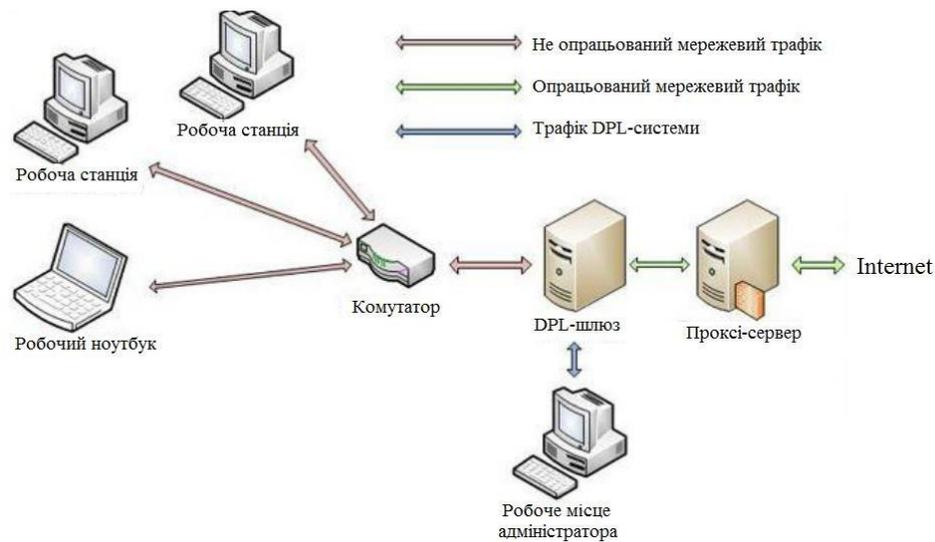 Не опрацьований мережевий трафік
Опрацьований мережевий трафік
Трафік DPL-системи
Робоча станція
Робоча станція
Робочий ноутбук
Комутатор
DPL-шлюз
Проксі-сервер
Internet
Робоче місце
адміністратора